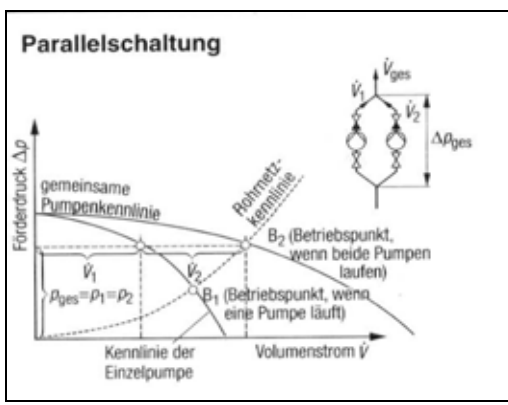 Parallelschaltung
V̇ges
V̇1
V̇2
Δpges
Förderdruck Δp
gemeinsame
Pumpenkennlinie
Rohrnetz-
kennlinie
B2 (Betriebspunkt,
wenn beide Pumpen
laufen)
V̇1
V̇2
pges=p1=p2
B1 (Betriebspunkt, wenn
eine Pumpe läuft)
Kennlinie der
Einzelpumpe
Volumenstrom V̇